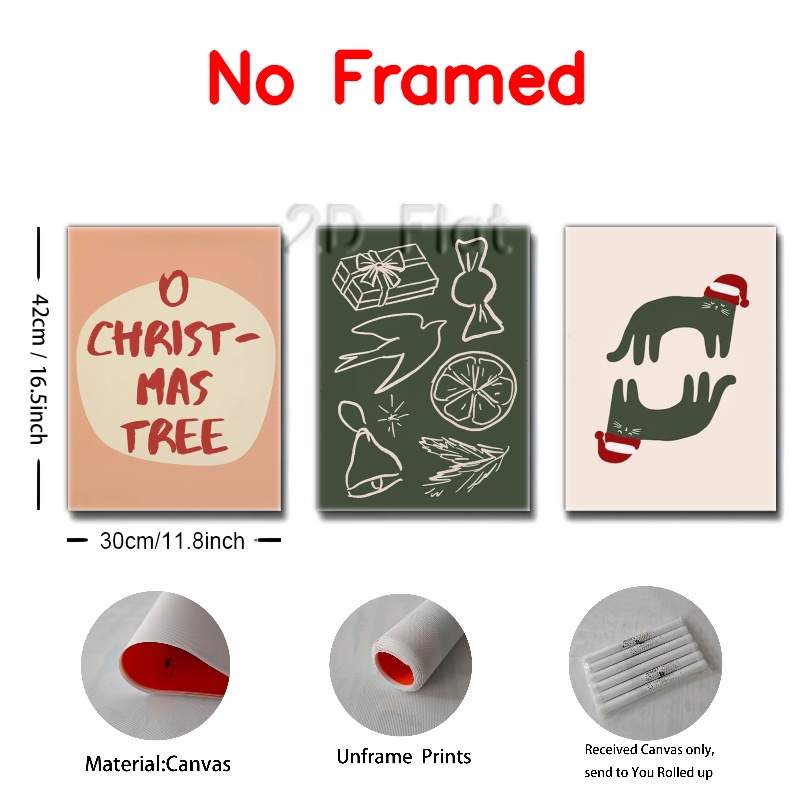 No Framed
2D Flat
O
CHRIST-
MAS
TREE
42cm / 16.5inch
30cm/11.8inch
Material:Canvas
Unframe Prints
Received Canvas only,
send to You Rolled up